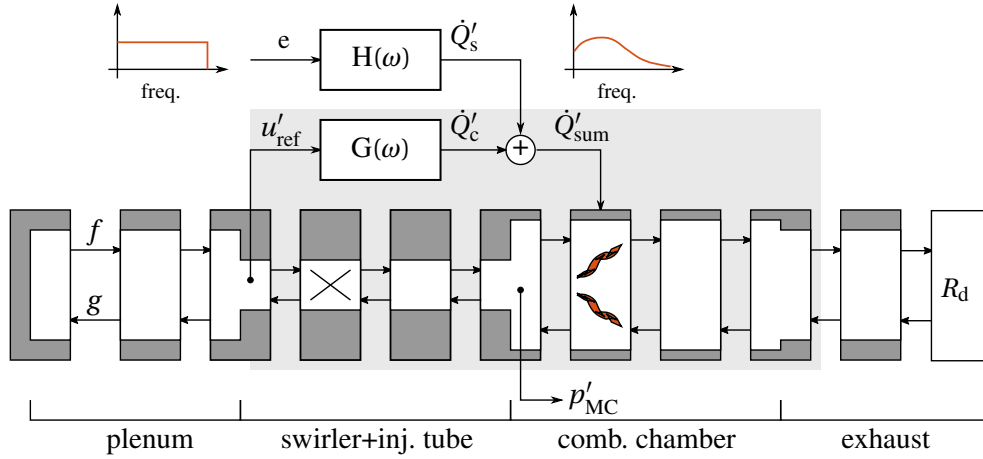 freq.
e
H(ω)
Q̇′s
freq.
u′ref
G(ω)
Q̇′c
+
Q̇′sum
f
g
Rd
p′MC
plenum
swirler+inj. tube
comb. chamber
exhaust